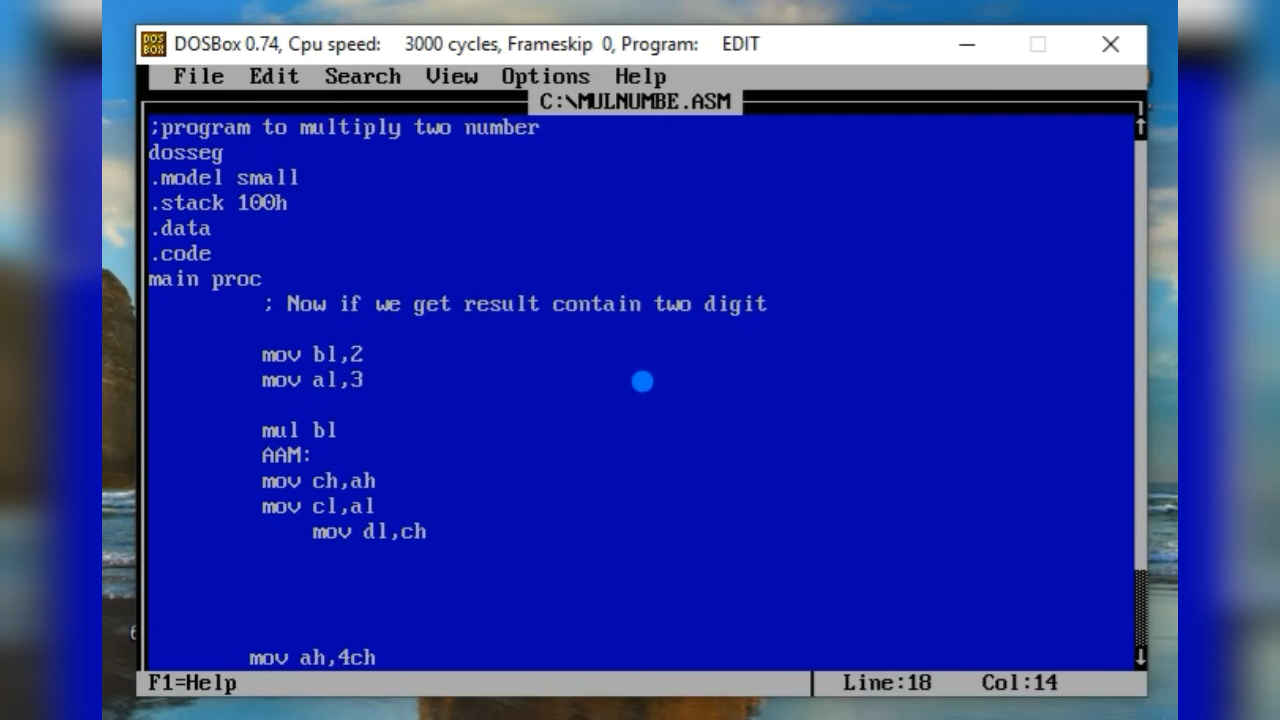 DOS BOX
DOSBox 0.74, Cpu speed: 3000 cycles, Frameskip 0, Program: EDIT
File Edit Search View Options Help
C:\MULNUMBE.ASM
;program to multiply two number
dosseg
.model small
.stack 100h
.data
.code
main proc
; Now if we get result contain two digit
mov bl,2
mov al,3
mul bl
AAM:
mov ch,ah
mov cl,al
mov dl,ch
mov ah,4ch
F1=Help Line:18 Col:14